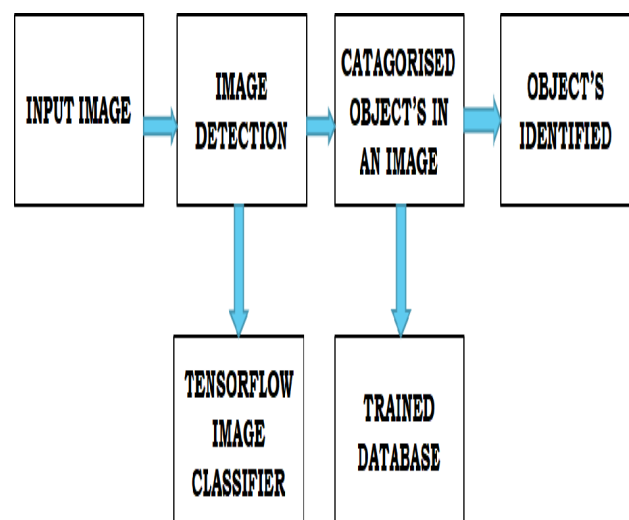 INPUT IMAGE
IMAGE
DETECTION
CATAGORISED
OBJECT'S IN
AN IMAGE
OBJECT'S
IDENTIFIED
TENSORFLOW
IMAGE
CLASSIFIER
TRAINED
DATABASE